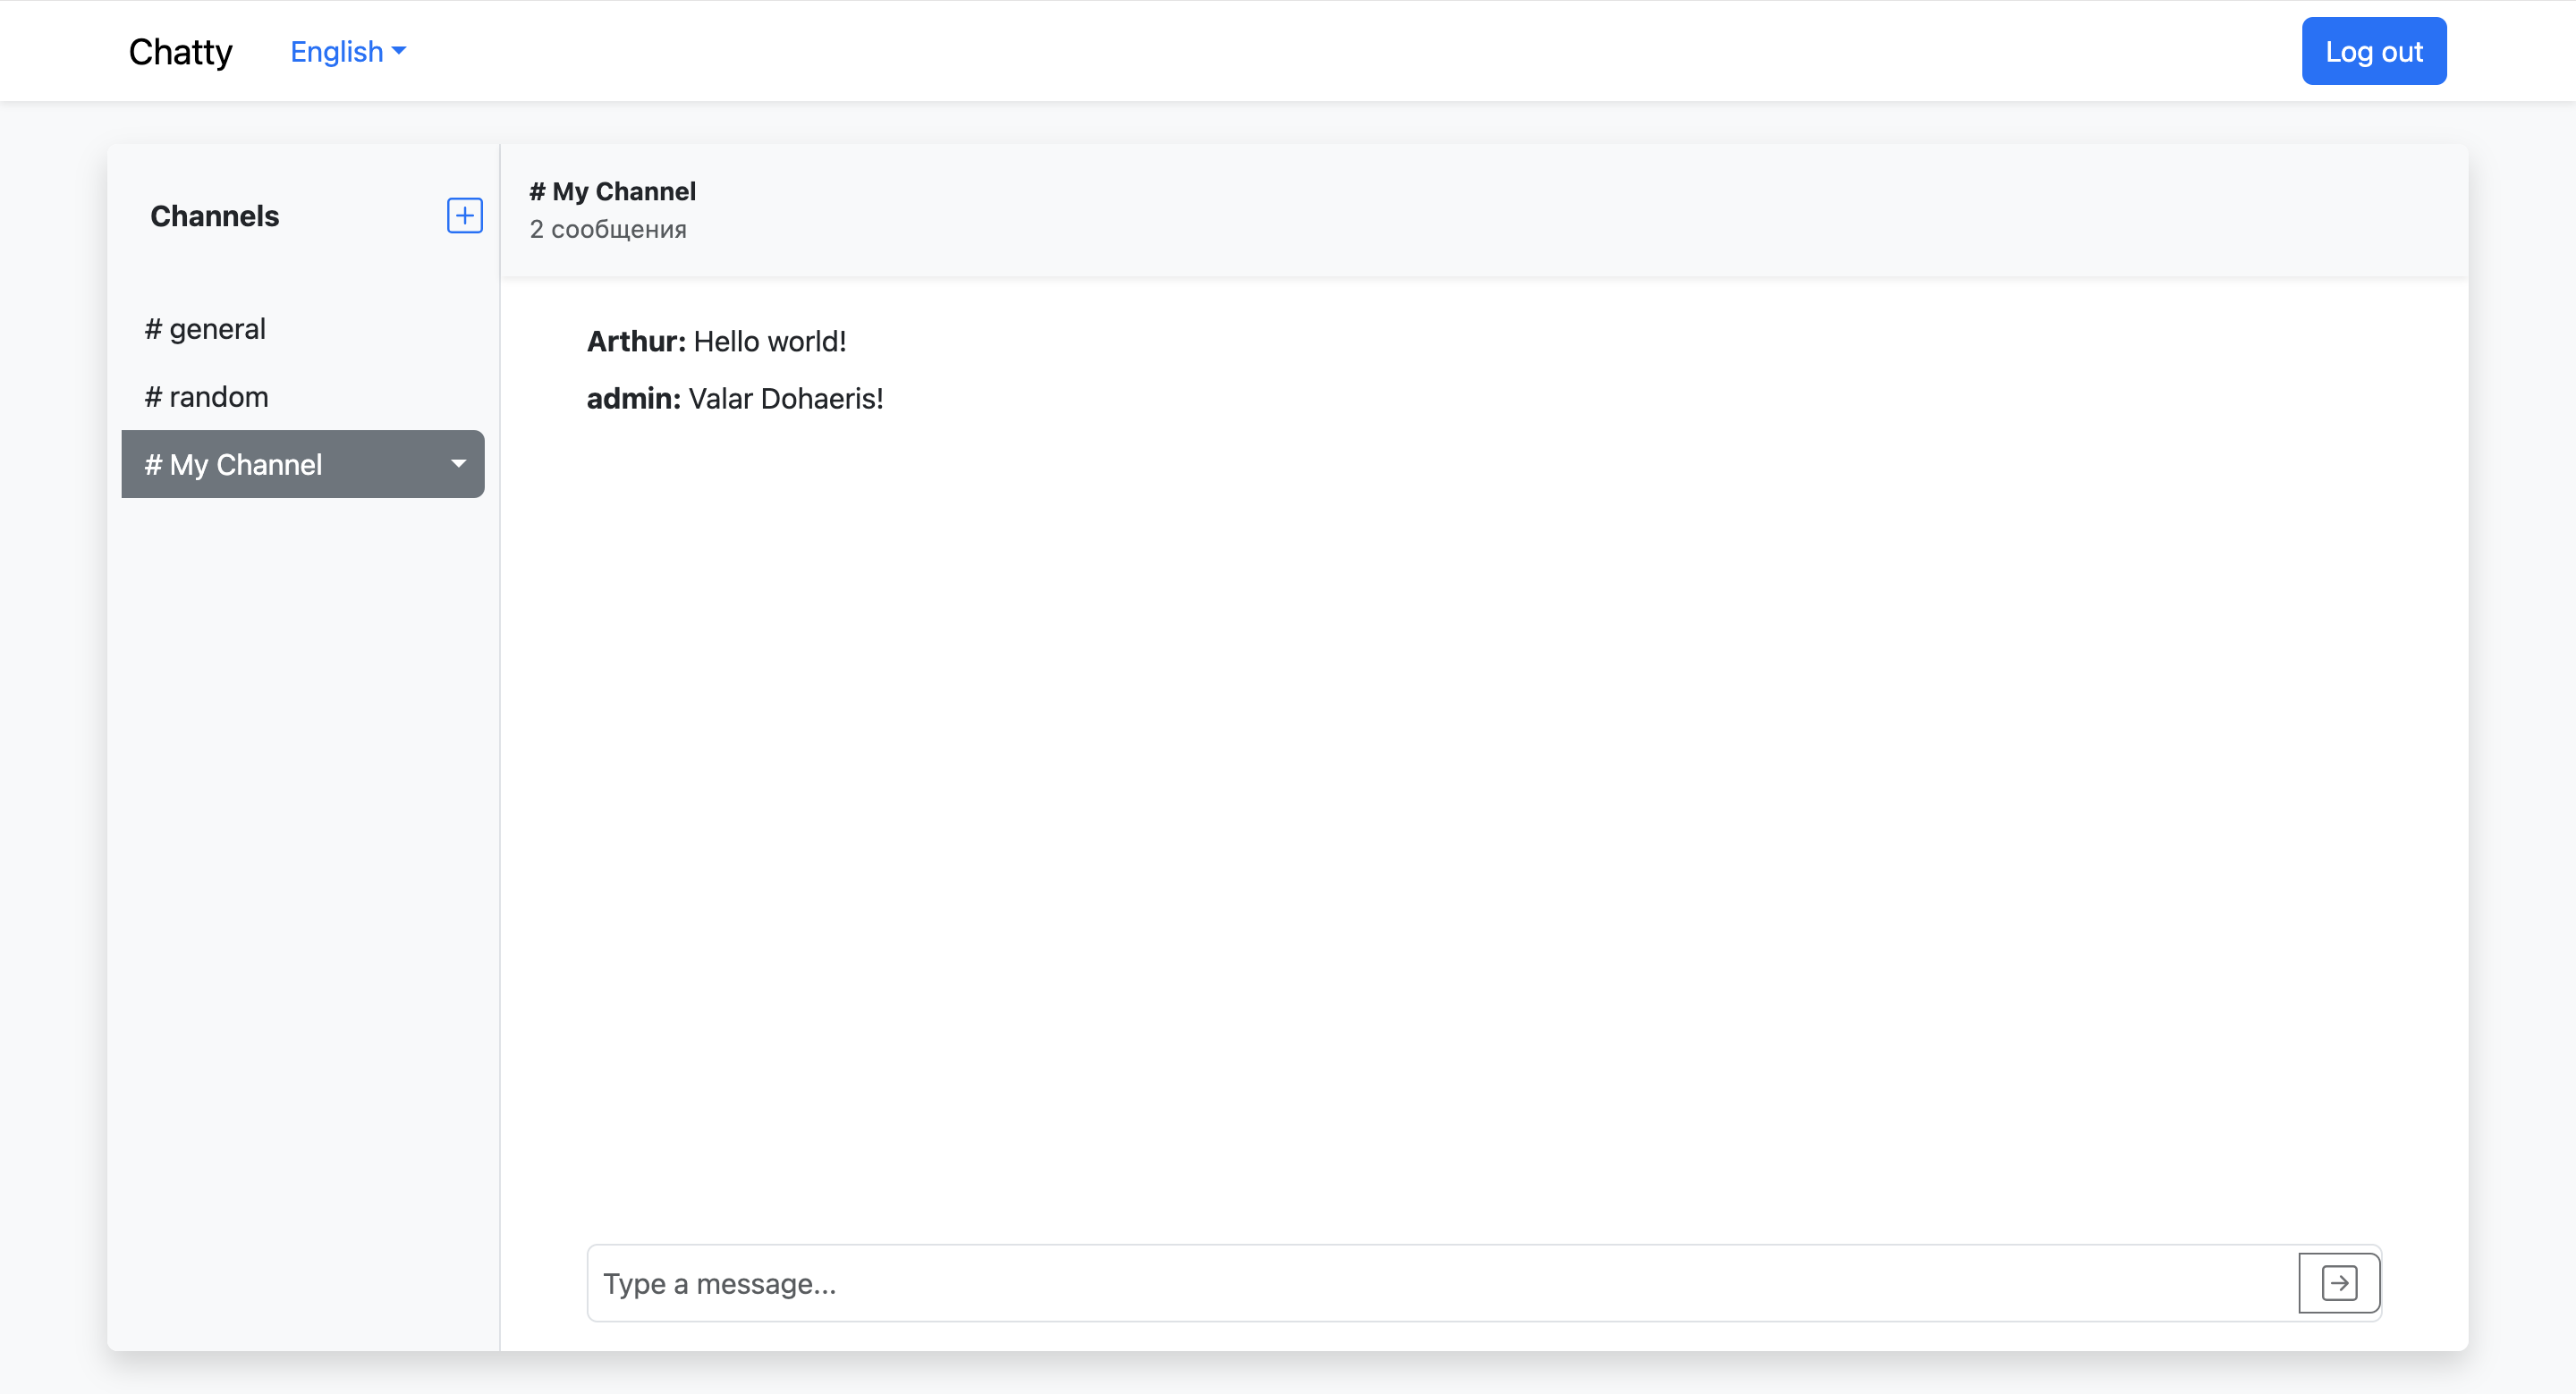 Chatty
English
Log out
Channels
# general
# random
# My Channel
# My Channel
2 сообщения
Arthur: Hello world!
admin: Valar Dohaeris!
Type a message...